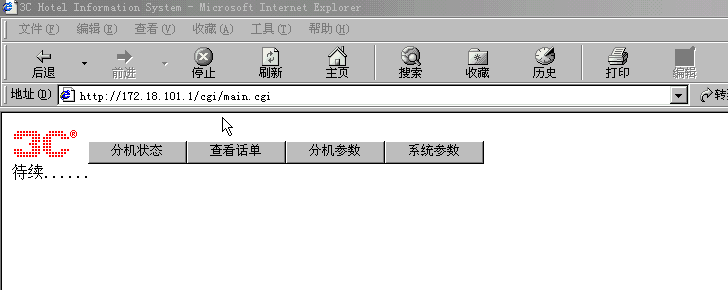 3C Hotel Information System - Microsoft Internet Explorer
文件(F) 编辑(E) 查看(V) 收藏(A) 工具(T) 帮助(H)
后退 前进 停止 刷新 主页 搜索 收藏 历史 打印 编辑
地址(D) http://172.18.101.1/cgi/main.cgi
3C® 分机状态 查看话单 分机参数 系统参数
待续......